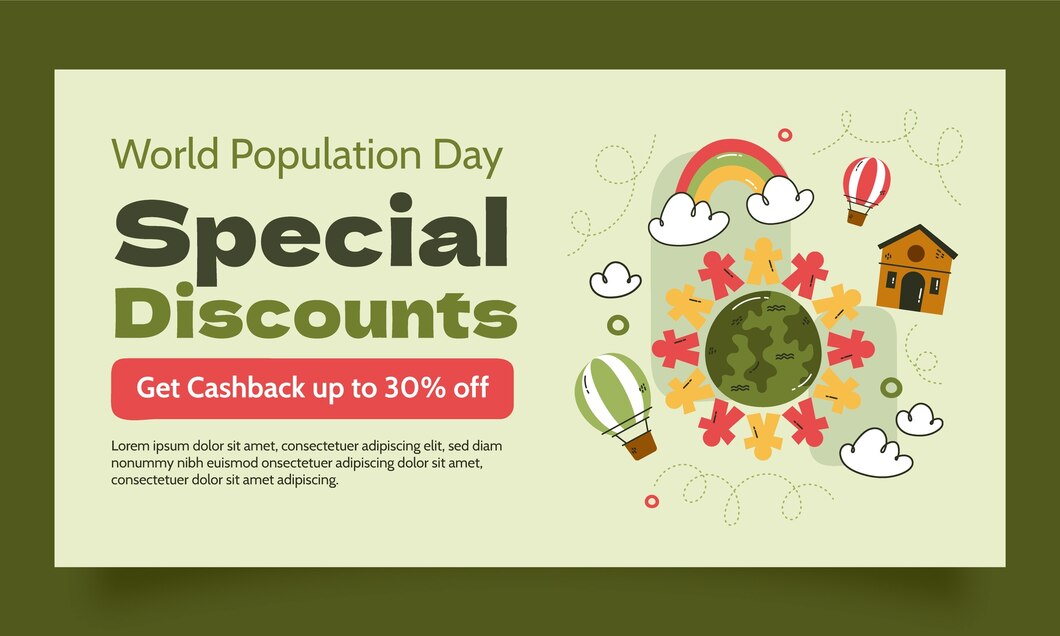 World Population Day
Special
Discounts
Get Cashback up to 30% off
Lorem ipsum dolor sit amet, consectetuer adipiscing elit, sed diam
nonummy nibh euismod onsectetuer adipiscing dolor sit amet,
consectetuer dolor sit amet adipiscing.